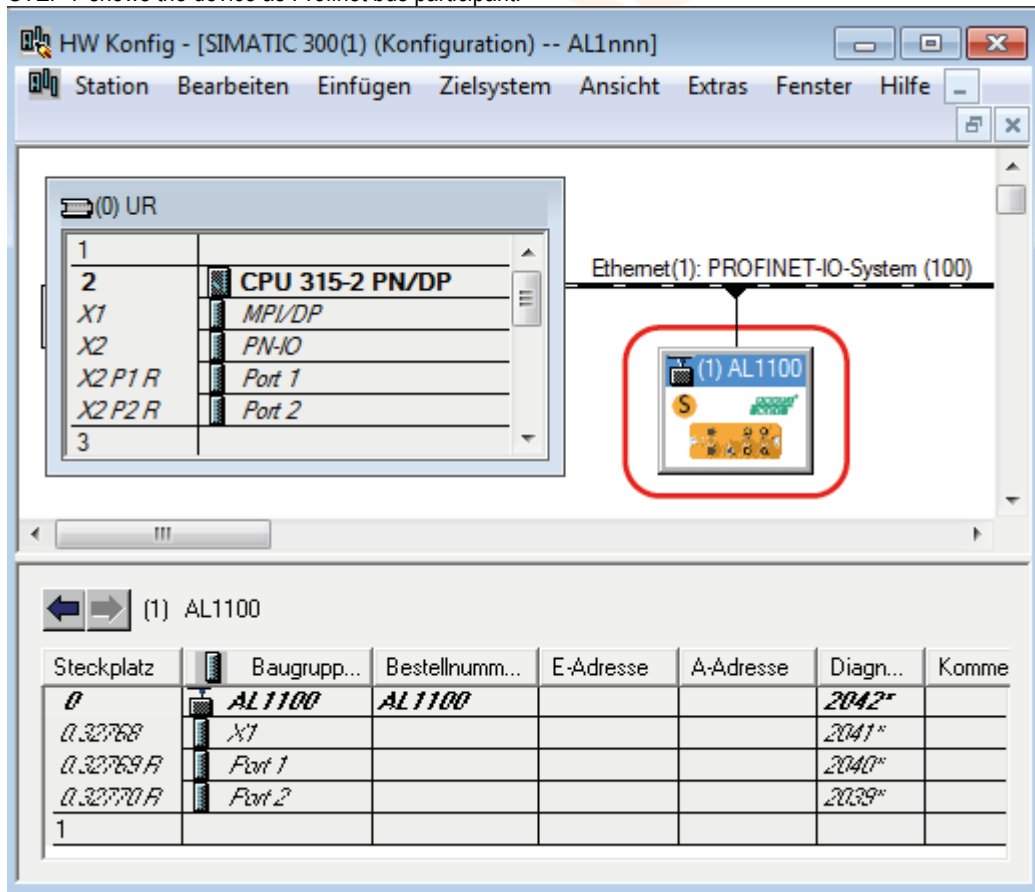 HW Konfig - [SIMATIC 300(1) (Konfiguration) -- AL1nnn]
Station Bearbeiten Einfügen Zielsystem Ansicht Extras Fenster Hilfe
(0) UR
1
2 CPU 315-2 PN/DP
X1 MPI/DP
X2 PN-IO
X2 P1 R Port 1
X2 P2 R Port 2
3
Ethernet(1): PROFINET-IO-System (100)
(1) AL1100
S
(1) AL1100
Steckplatz Baugrupp... Bestellnumm... E-Adresse A-Adresse Diagn... Komme
0 AL1100 AL1100 2042*
0.32768 X1 2041*
0.32769 R Port 1 2040*
0.32770 R Port 2 2039*
1